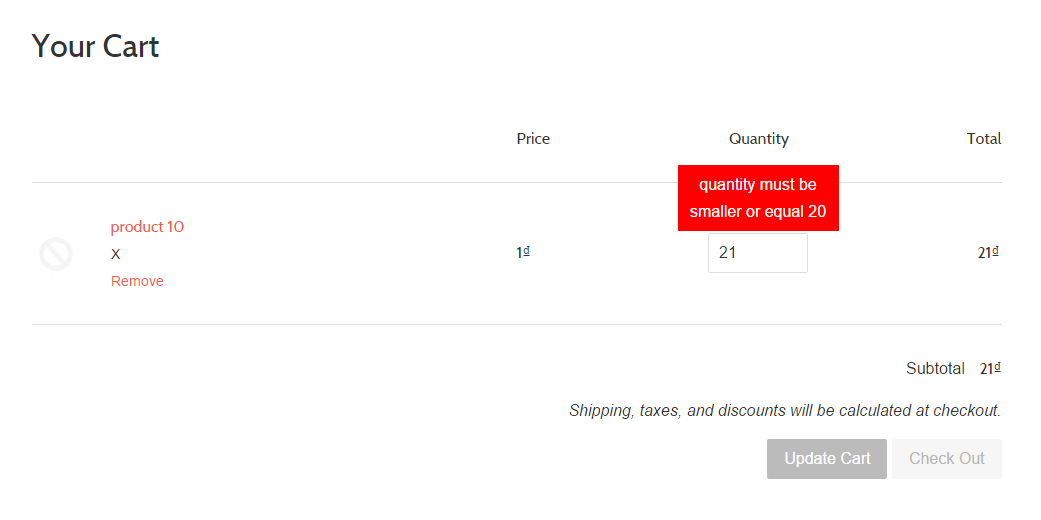 Your Cart
Price Quantity Total
quantity must be
smaller or equal 20
product 10
X
Remove
1₫
21
21₫
Subtotal 21₫
Shipping, taxes, and discounts will be calculated at checkout.
Update Cart Check Out